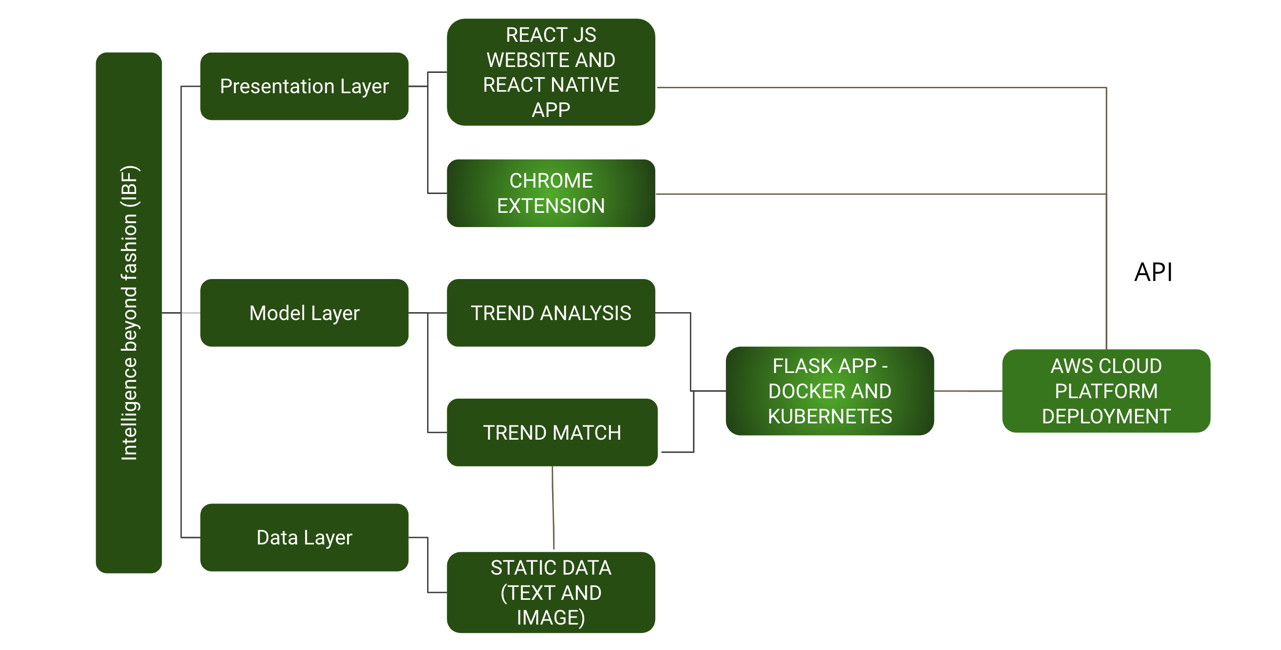 Intelligence beyond fashion (IBF)
Presentation Layer
REACT JS
WEBSITE AND
REACT NATIVE
APP
CHROME
EXTENSION
API
Model Layer
TREND ANALYSIS
FLASK APP -
DOCKER AND
KUBERNETES
AWS CLOUD
PLATFORM
DEPLOYMENT
TREND MATCH
Data Layer
STATIC DATA
(TEXT AND
IMAGE)